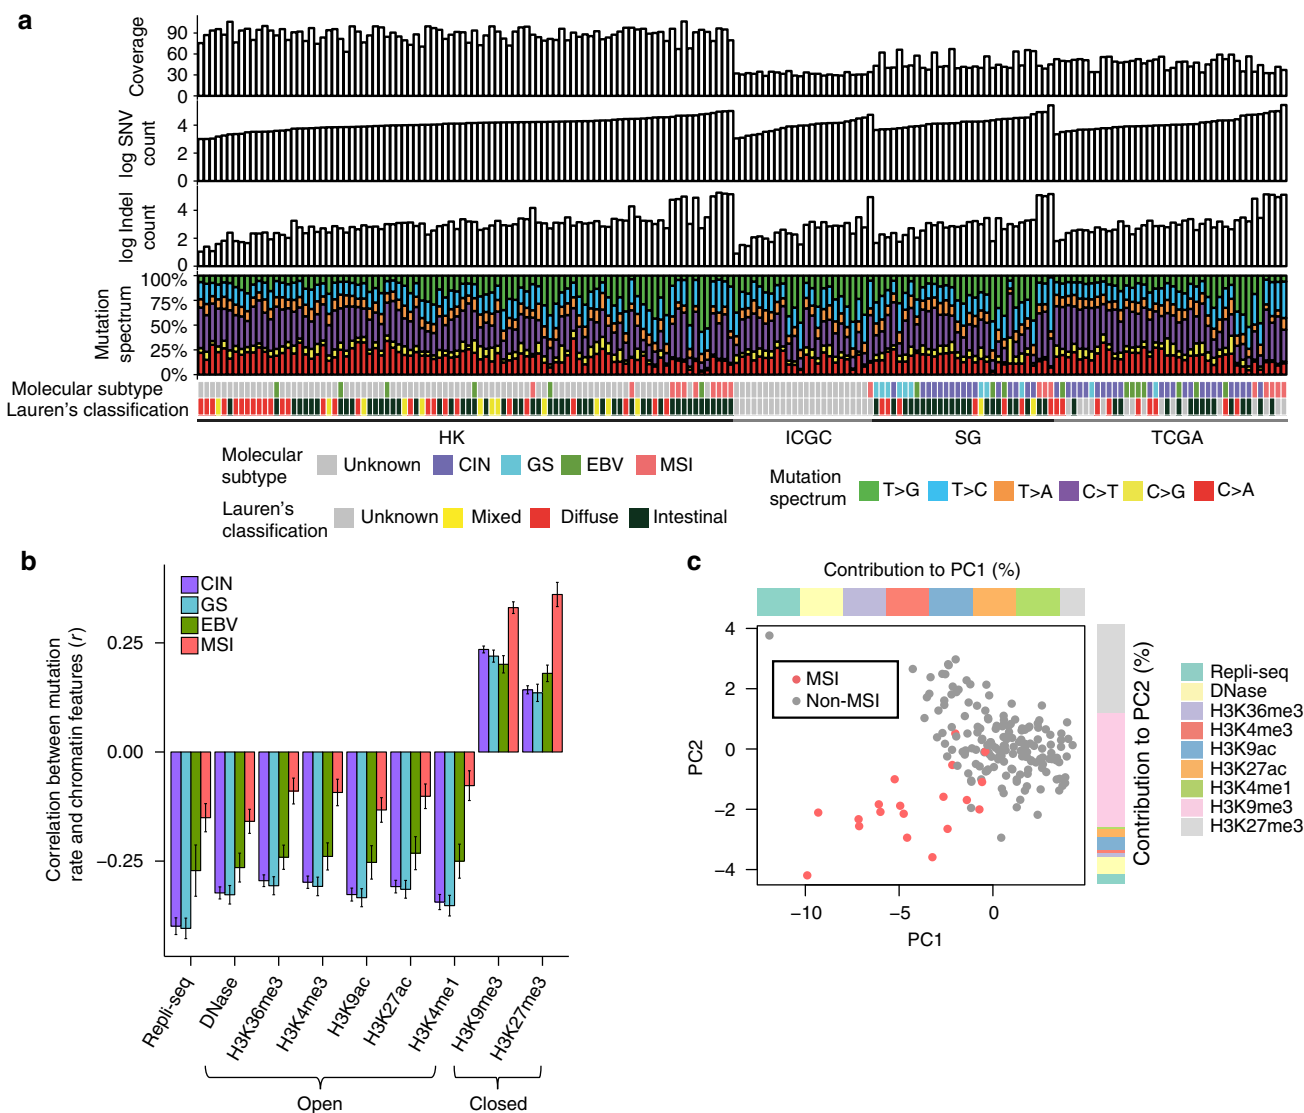 a
Coverage
90
60
30
0
log SNV
count
4
2
0
log Indel
count
4
2
0
Mutation
spectrum
100%
75%
50%
25%
0%
Molecular subtype
Lauren's classification
HK
ICGC
SG
TCGA
Molecular
subtype
Unknown
CIN
GS
EBV
MSI
Lauren's
classification
Unknown
Mixed
Diffuse
Intestinal
Mutation
spectrum
T>G
T>C
T>A
C>T
C>G
C>A
b
Correlation between mutation
rate and chromatin features (r)
CIN
GS
EBV
MSI
0.25
0.00
−0.25
Repli-seq
DNase
H3K36me3
H3K4me3
H3K9ac
H3K27ac
H3K4me1
H3K9me3
H3K27me3
Open
Closed
c
Contribution to PC1 (%)
4
2
0
−2
−4
PC2
MSI
Non-MSI
−10
−5
0
PC1
Contribution to PC2 (%)
Repli-seq
DNase
H3K36me3
H3K4me3
H3K9ac
H3K27ac
H3K4me1
H3K9me3
H3K27me3